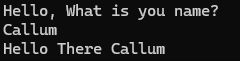 Hello, What is you name?
Callum
Hello There Callum